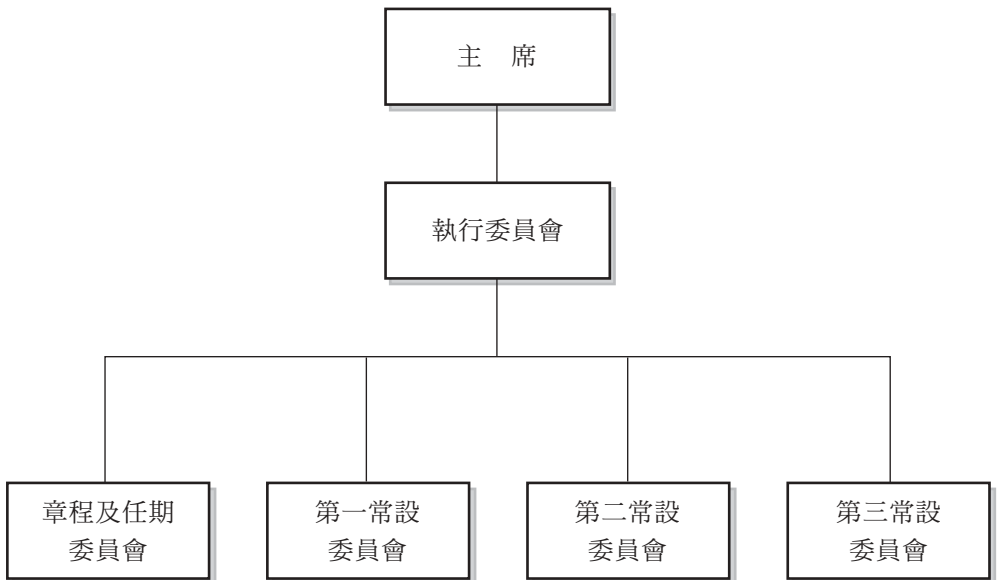 主　席
執行委員會
章程及任期
委員會
第一常設
委員會
第二常設
委員會
第三常設
委員會